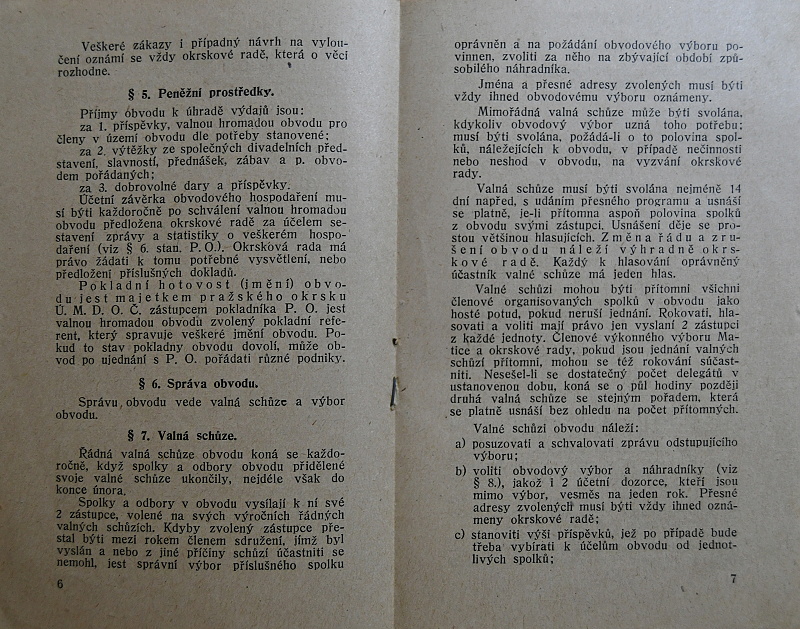 Veškeré zákazy i případný návrh na vylou-
čení oznámí se vždy okrskové radě, která o věci
rozhodne.
§ 5. Peněžní prostředky.
Příjmy obvodu k úhradě výdajů jsou:
za 1. příspěvky, valnou hromadou obvodu pro
členy v území obvodu dle potřeby stanovené;
za 2. výtěžky ze společných divadelních před-
stavení, slavností, přednášek, zábav a p. obvo-
dem pořádaných;
za 3. dobrovolné dary a příspěvky.
Účetní závěrka obvodového hospodaření mu-
sí býti každoročně po schválení valnou hromadou
obvodu předložena okrskové radě za účelem se-
stavení zprávy a statistiky o veškerém hospo-
daření (viz § 6. stan. P. O.). Okrsková rada má
právo žádati k tomu potřebné vysvětlení, nebo
předložení příslušných dokladů.
Pokladní hotovost (jmění) obvo-
du jest majetkem pražského okrsku
Ú. M. D. O. Č. zástupcem pokladníka P. O. jest
valnou hromadou obvodu zvolený pokladní refe-
rent, který spravuje veškeré jmění obvodu. Po-
kud to stav pokladny obvodu dovolí, může ob-
vod po ujednání s P. O. pořádati různé podniky.
§ 6. Správa obvodu.
Správu obvodu vede valná schůze a výbor
obvodu.
§ 7. Valná schůze.
Řádná valná schůze obvodu koná se každo-
ročně, když spolky a odbory obvodu přidělené
svoje valné schůze ukončily, nejdéle však do
konce února.
Spolky a odbory v obvodu vysílají k ní své
2 zástupce, volené na svých výročních řádných
valných schůzích. Kdyby zvolený zástupce pře-
stal býti mezi rokem členem sdružení, jímž byl
vyslán a nebo z jiné příčiny schůzí účastniti se
nemohl, jest správní výbor příslušného spolku
6
oprávněn a na požádání obvodového výboru po-
vinnen, zvoliti za něho na zbývající období způ-
sobilého náhradníka.
Jména a přesné adresy zvolených musí býti
vždy ihned obvodovému výboru oznámeny.
Mimořádná valná schůze může býti svolána,
kdykoliv obvodový výbor uzná toho potřebu;
musí býti svolána, požádá-li o to polovina spol-
ků, náležejících k obvodu, v případě nečinnosti
nebo neshod v obvodu, na vyzvání okrskové
rady.
Valná schůze musí býti svolána nejméně 14
dní napřed, s udáním přesného programu a usnáší
se platně, je-li přítomna aspoň polovina spolků
z obvodu svými zástupci. Usnášení děje se pro-
stou většinou hlasujících. Změna řádu a zru-
šení obvodu náleží výhradně okrs-
kové radě. Každý k hlasování oprávněný
účastník valné schůze má jeden hlas.
Valné schůzi mohou býti přítomni všichni
členové organisovaných spolků v obvodu jako
hosté potud, pokud neruší jednání. Rokovati, hla-
sovati a voliti mají právo jen vyslaní 2 zástupci
z každé jednoty. Členové výkonného výboru Ma-
tice a okrskové rady, pokud jsou jednání valných
schůzí přítomni, mohou se též rokování súčast-
niti. Nesešel-li se dostatečný počet delegátů v
ustanovenou dobu, koná se o půl hodiny později
druhá valná schůze se stejným pořadem, která
se platně usnáší bez ohledu na počet přítomných.
Valné schůzi obvodu náleží:
a) posuzovati a schvalovati zprávu odstupujícího
výboru;
b) voliti obvodový výbor a náhradníky (viz
§ 8.), jakož i 2 účetní dozorce, kteří jsou
mimo výbor, vesměs na jeden rok. Přesné
adresy zvolených musí býti vždy ihned ozná-
meny okrskové radě;
c) stanoviti výši příspěvků, jež po případě bude
třeba vybírati k účelům obvodu od jednot-
livých spolků;
7